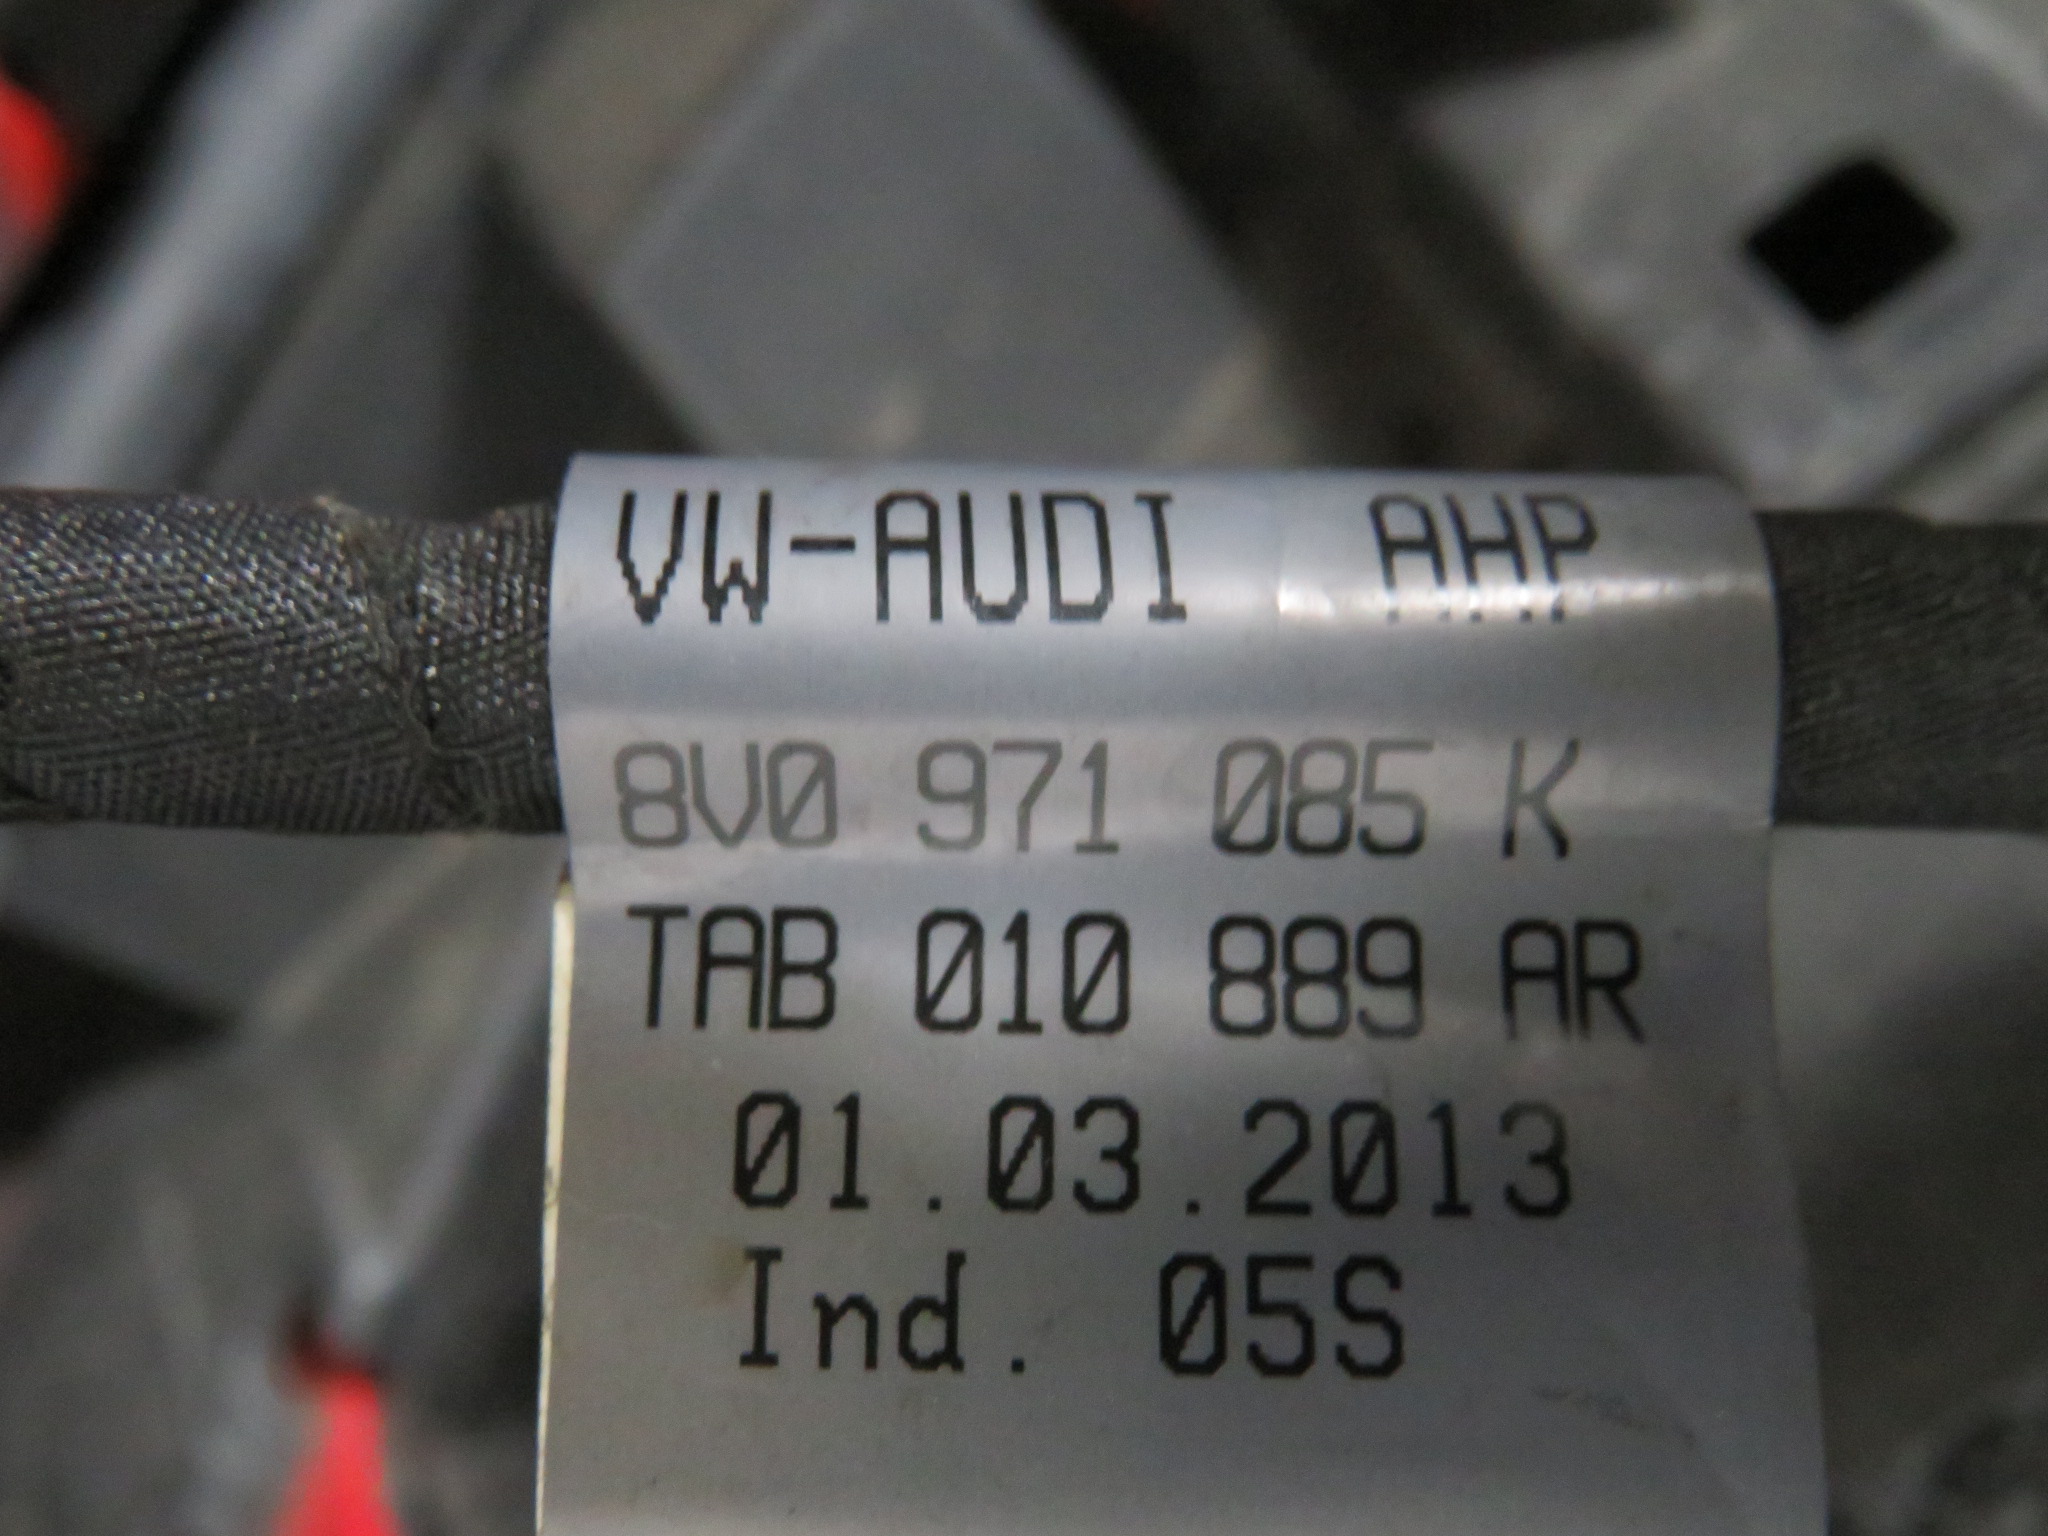 VW-AUDI AHP
8V0 971 085 K
TAB 010 889 AR
01.03.2013
Ind. 05S